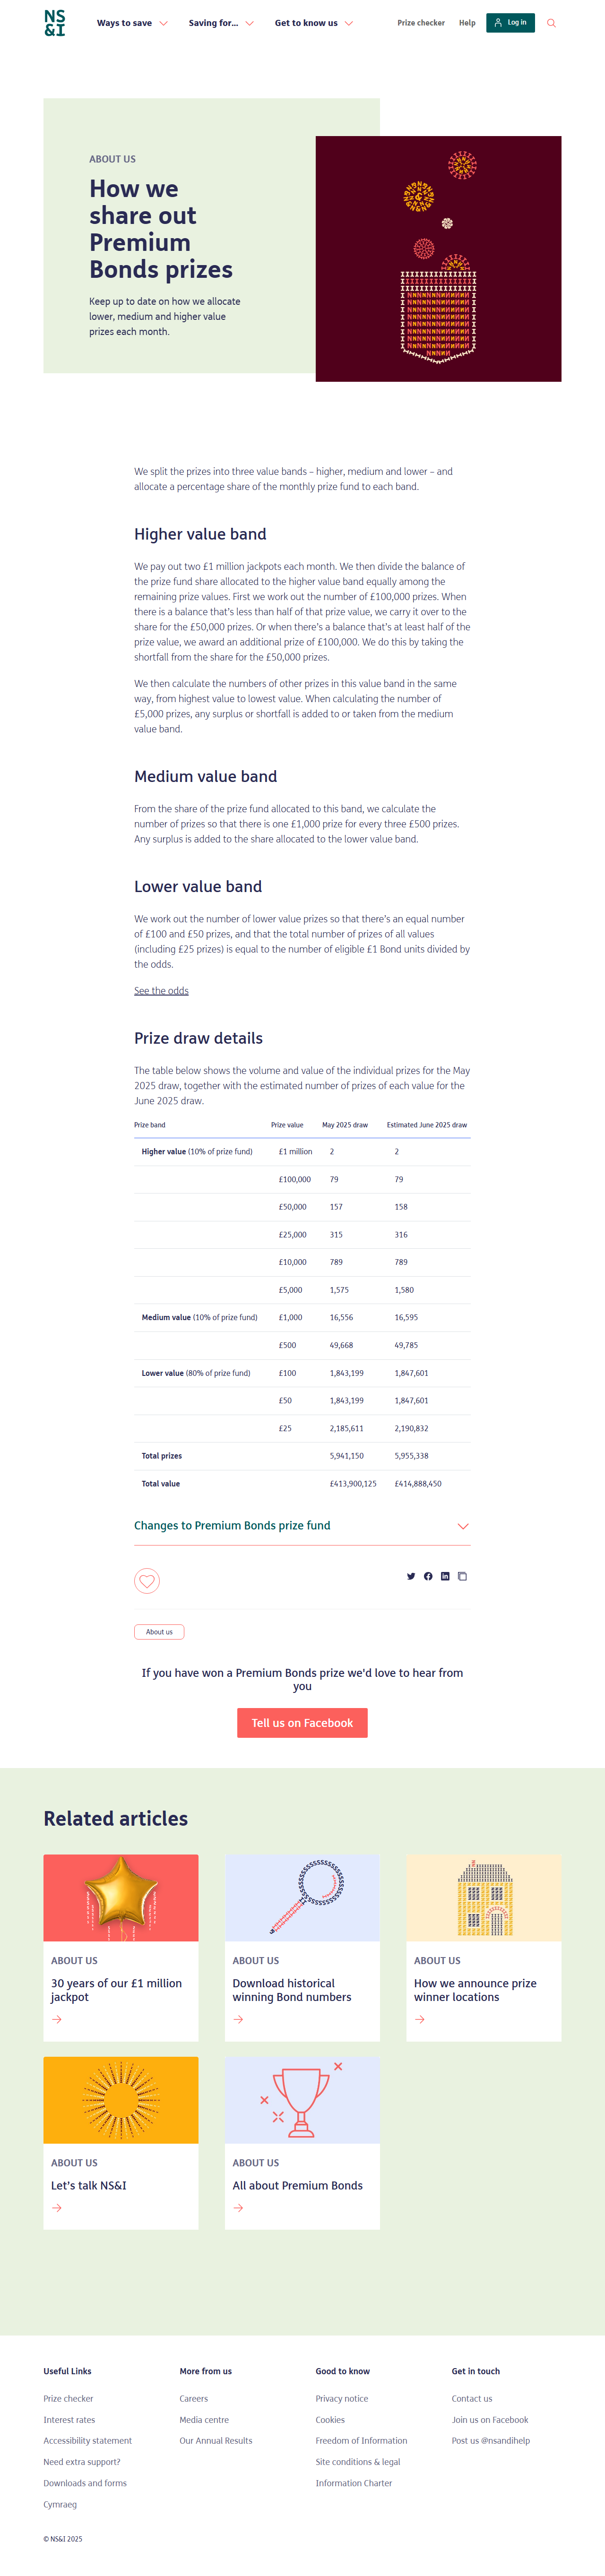 NS
&I
Ways to save
Saving for...
Get to know us
Prize checker
Help
Log in
ABOUT US
How we
share out
Premium
Bonds prizes
Keep up to date on how we allocate
lower, medium and higher value
prizes each month.
We split the prizes into three value bands – higher, medium and lower – and
allocate a percentage share of the monthly prize fund to each band.
Higher value band
We pay out two £1 million jackpots each month. We then divide the balance of
the prize fund share allocated to the higher value band equally among the
remaining prize values. First we work out the number of £100,000 prizes. When
there is a balance that's less than half of that prize value, we carry it over to the
share for the £50,000 prizes. Or when there's a balance that's at least half of the
prize value, we award an additional prize of £100,000. We do this by taking the
shortfall from the share for the £50,000 prizes.
We then calculate the numbers of other prizes in this value band in the same
way, from highest value to lowest value. When calculating the number of
£5,000 prizes, any surplus or shortfall is added to or taken from the medium
value band.
Medium value band
From the share of the prize fund allocated to this band, we calculate the
number of prizes so that there is one £1,000 prize for every three £500 prizes.
Any surplus is added to the share allocated to the lower value band.
Lower value band
We work out the number of lower value prizes so that there's an equal number
of £100 and £50 prizes, and that the total number of prizes of all values
(including £25 prizes) is equal to the number of eligible £1 Bond units divided by
the odds.
See the odds
Prize draw details
The table below shows the volume and value of the individual prizes for the May
2025 draw, together with the estimated number of prizes of each value for the
June 2025 draw.
Prize band Prize value May 2025 draw Estimated June 2025 draw
Higher value (10% of prize fund) £1 million 2 2
£100,000 79 79
£50,000 157 158
£25,000 315 316
£10,000 789 789
£5,000 1,575 1,580
Medium value (10% of prize fund) £1,000 16,556 16,595
£500 49,668 49,785
Lower value (80% of prize fund) £100 1,843,199 1,847,601
£50 1,843,199 1,847,601
£25 2,185,611 2,190,832
Total prizes 5,941,150 5,955,338
Total value £413,900,125 £414,888,450
Changes to Premium Bonds prize fund
About us
If you have won a Premium Bonds prize we'd love to hear from
you
Tell us on Facebook
Related articles
ABOUT US
30 years of our £1 million
jackpot
ABOUT US
Download historical
winning Bond numbers
ABOUT US
How we announce prize
winner locations
ABOUT US
Let's talk NS&I
ABOUT US
All about Premium Bonds
Useful Links
Prize checker
Interest rates
Accessibility statement
Need extra support?
Downloads and forms
Cymraeg
More from us
Careers
Media centre
Our Annual Results
Good to know
Privacy notice
Cookies
Freedom of Information
Site conditions & legal
Information Charter
Get in touch
Contact us
Join us on Facebook
Post us @nsandihelp
© NS&I 2025